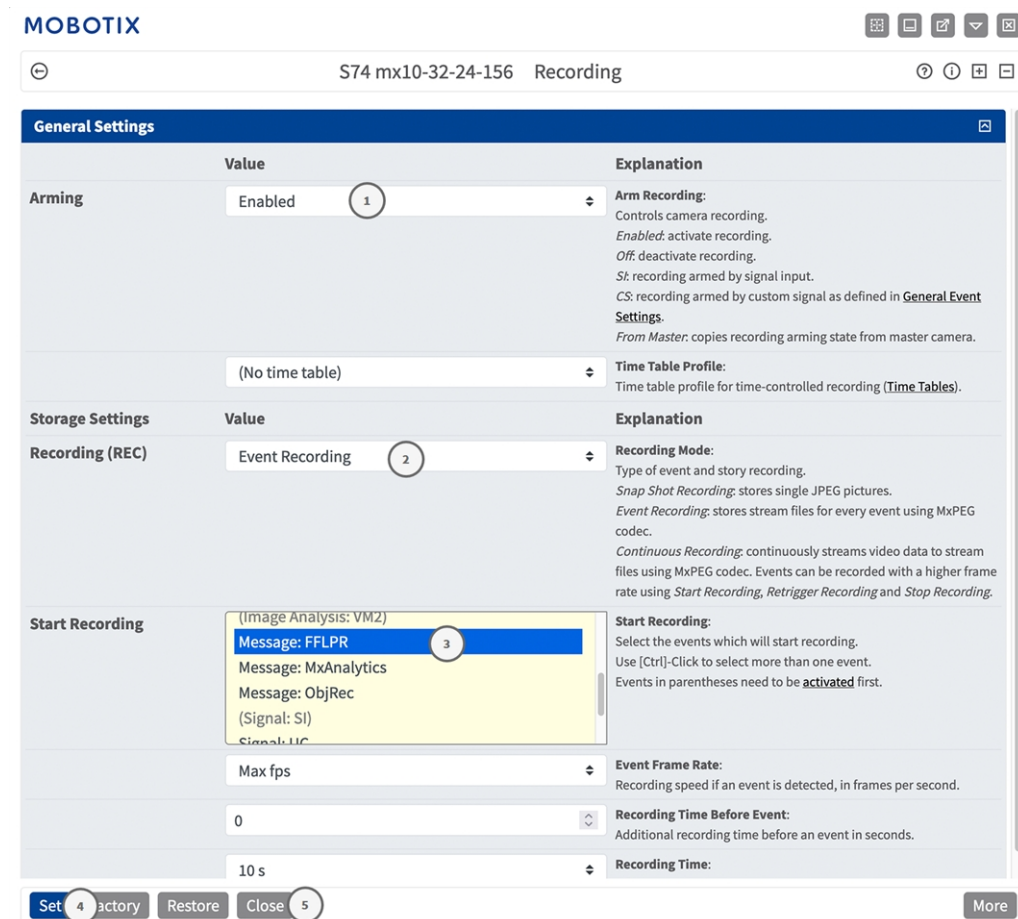 MOBOTIX
S74 mx10-32-24-156 Recording
General Settings
Value Explanation
Arming
Enabled
1
Arm Recording:
Controls camera recording.
Enabled: activate recording.
Off: deactivate recording.
SI: recording armed by signal input.
CS: recording armed by custom signal as defined in General Event
Settings.
From Master: copies recording arming state from master camera.
(No time table)
Time Table Profile:
Time table profile for time-controlled recording (Time Tables).
Storage Settings Value Explanation
Recording (REC)
Event Recording
2
Recording Mode:
Type of event and story recording.
Snap Shot Recording: stores single JPEG pictures.
Event Recording: stores stream files for every event using MxPEG
codec.
Continuous Recording: continuously streams video data to stream
files using MxPEG codec. Events can be recorded with a higher frame
rate using Start Recording, Retrigger Recording and Stop Recording.
Start Recording
(Image Analysis: VM2)
Message: FFLPR
3
Message: MxAnalytics
Message: ObjRec
(Signal: SI)
Signal: UC
Start Recording:
Select the events which will start recording.
Use [Ctrl]-Click to select more than one event.
Events in parentheses need to be activated first.
Max fps
Event Frame Rate:
Recording speed if an event is detected, in frames per second.
0
Recording Time Before Event:
Additional recording time before an event in seconds.
10 s
Recording Time:
Set 4 actory Restore Close 5 More